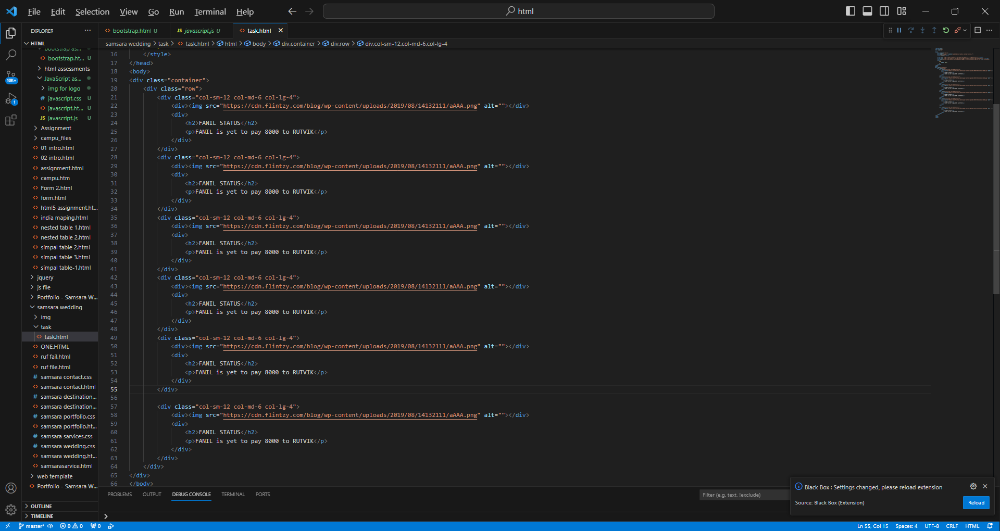 File Edit Selection View Go Run Terminal Help
html
EXPLORER
HTML
bootstrap as...
bootstrap.ht... U
html assessments
JavaScript as...
img for logo
# javascript.css U
javascript.ht... U
JS javascript.js U
Assignment
campu_files
01 intro.html
02 intro.html
assignment.html
campu.htm
Form 2.html
form.html
html5 assignment.ht...
india maping.html
nested table 1.html
nested table 2.html
simpal table 2.html
simpal table 3.html
simpal table-1.html
jquery
js file
Portfolio - Samsara W...
samsara wedding
img
task
task.html
ONE.HTML
ruf fail.html
ruf file.html
# samsara contact.css
samsara contact.html
# samsara destination...
samsara destination...
# samsara portfolio.css
samsara portfolio.ht...
# samsara sarvices.css
# samsara wedding.css
samsara wedding.ht...
samsarasarvice.html
web template
Portfolio - Samsara W...
OUTLINE
TIMELINE
10K+
1
bootstrap.html U JS javascript.js U task.html
samsara wedding > task > task.html > html > body > div.container > div.row > div.col-sm-12.col-md-6.col-lg-4
16 </style>
17 </head>
18 <body>
19 <div class="container">
20 <div class="row">
21 <div class="col-sm-12 col-md-6 col-lg-4">
22 <div><img src="https://cdn.flintzy.com/blog/wp-content/uploads/2019/08/14132111/aAAA.png" alt=""></div>
23 <div>
24 <h2>FANIL STATUS</h2>
25 <p>FANIL is yet to pay 8000 to RUTVIK</p>
26 </div>
27 </div>
28 <div class="col-sm-12 col-md-6 col-lg-4">
29 <div><img src="https://cdn.flintzy.com/blog/wp-content/uploads/2019/08/14132111/aAAA.png" alt=""></div>
30 <div>
31 <h2>FANIL STATUS</h2>
32 <p>FANIL is yet to pay 8000 to RUTVIK</p>
33 </div>
34 </div>
35 <div class="col-sm-12 col-md-6 col-lg-4">
36 <div><img src="https://cdn.flintzy.com/blog/wp-content/uploads/2019/08/14132111/aAAA.png" alt=""></div>
37 <div>
38 <h2>FANIL STATUS</h2>
39 <p>FANIL is yet to pay 8000 to RUTVIK</p>
40 </div>
41 </div>
42 <div class="col-sm-12 col-md-6 col-lg-4">
43 <div><img src="https://cdn.flintzy.com/blog/wp-content/uploads/2019/08/14132111/aAAA.png" alt=""></div>
44 <div>
45 <h2>FANIL STATUS</h2>
46 <p>FANIL is yet to pay 8000 to RUTVIK</p>
47 </div>
48 </div>
49 <div class="col-sm-12 col-md-6 col-lg-4">
50 <div><img src="https://cdn.flintzy.com/blog/wp-content/uploads/2019/08/14132111/aAAA.png" alt=""></div>
51 <div>
52 <h2>FANIL STATUS</h2>
53 <p>FANIL is yet to pay 8000 to RUTVIK</p>
54 </div>
55 </div>
56
57 <div class="col-sm-12 col-md-6 col-lg-4">
58 <div><img src="https://cdn.flintzy.com/blog/wp-content/uploads/2019/08/14132111/aAAA.png" alt=""></div>
59 <div>
60 <h2>FANIL STATUS</h2>
61 <p>FANIL is yet to pay 8000 to RUTVIK</p>
62 </div>
63 </div>
64 </div>
65 </div>
66 </body>
PROBLEMS OUTPUT DEBUG CONSOLE TERMINAL PORTS
Filter (e.g. text, !exclude)
Black Box : Settings changed, please reload extension
Source: Black Box (Extension)
Reload
master* 0 0 0
Ln 55, Col 15 Spaces: 4 UTF-8 CRLF HTML